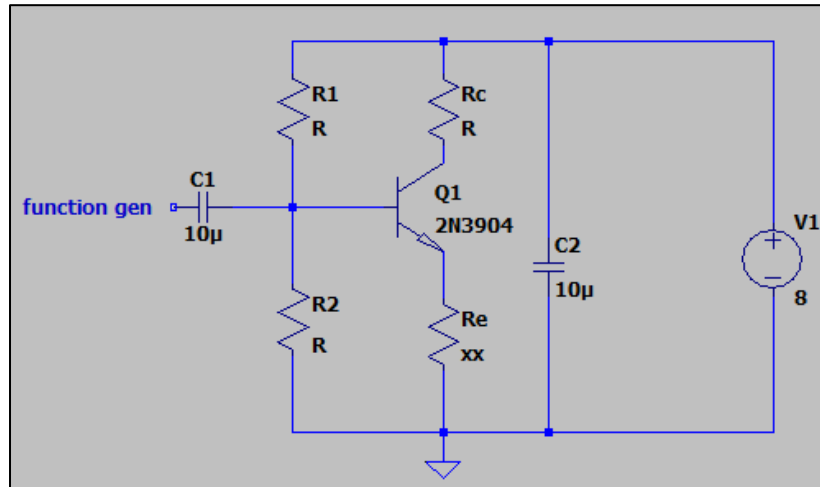 R1
R
Rc
R
C1
function gen
10µ
Q1
2N3904
V1
C2
10µ
8
R2
R
Re
xx